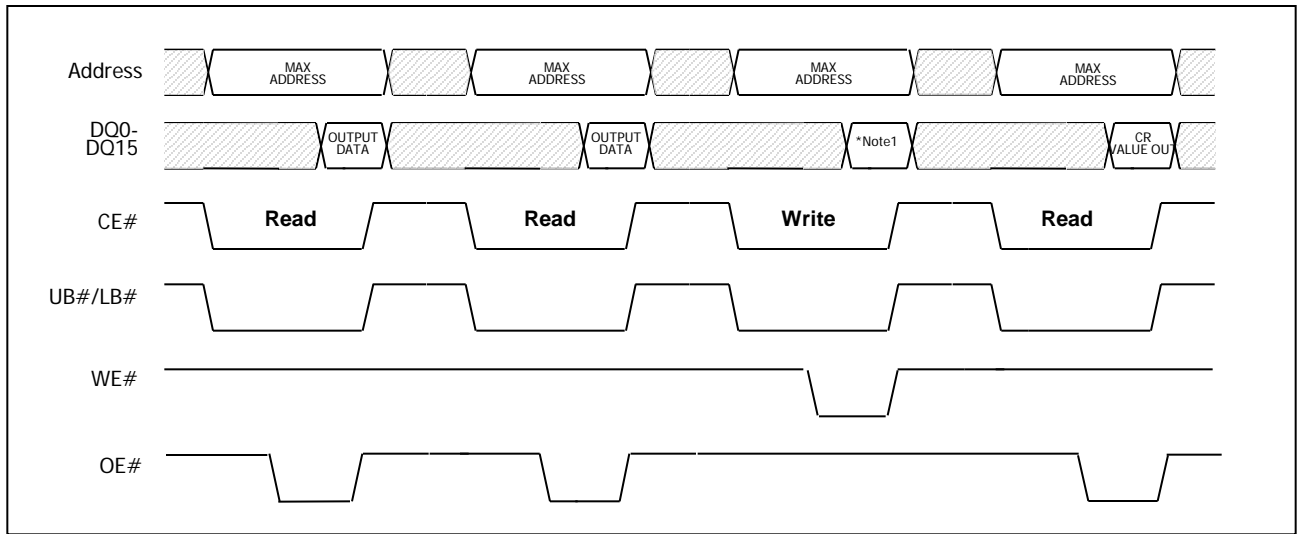 Address
MAX
ADDRESS
MAX
ADDRESS
MAX
ADDRESS
MAX
ADDRESS
DQ0-
DQ15
OUTPUT
DATA
OUTPUT
DATA
*Note1
CR
VALUE OUT
CE#
Read
Read
Write
Read
UB#/LB#
WE#
OE#